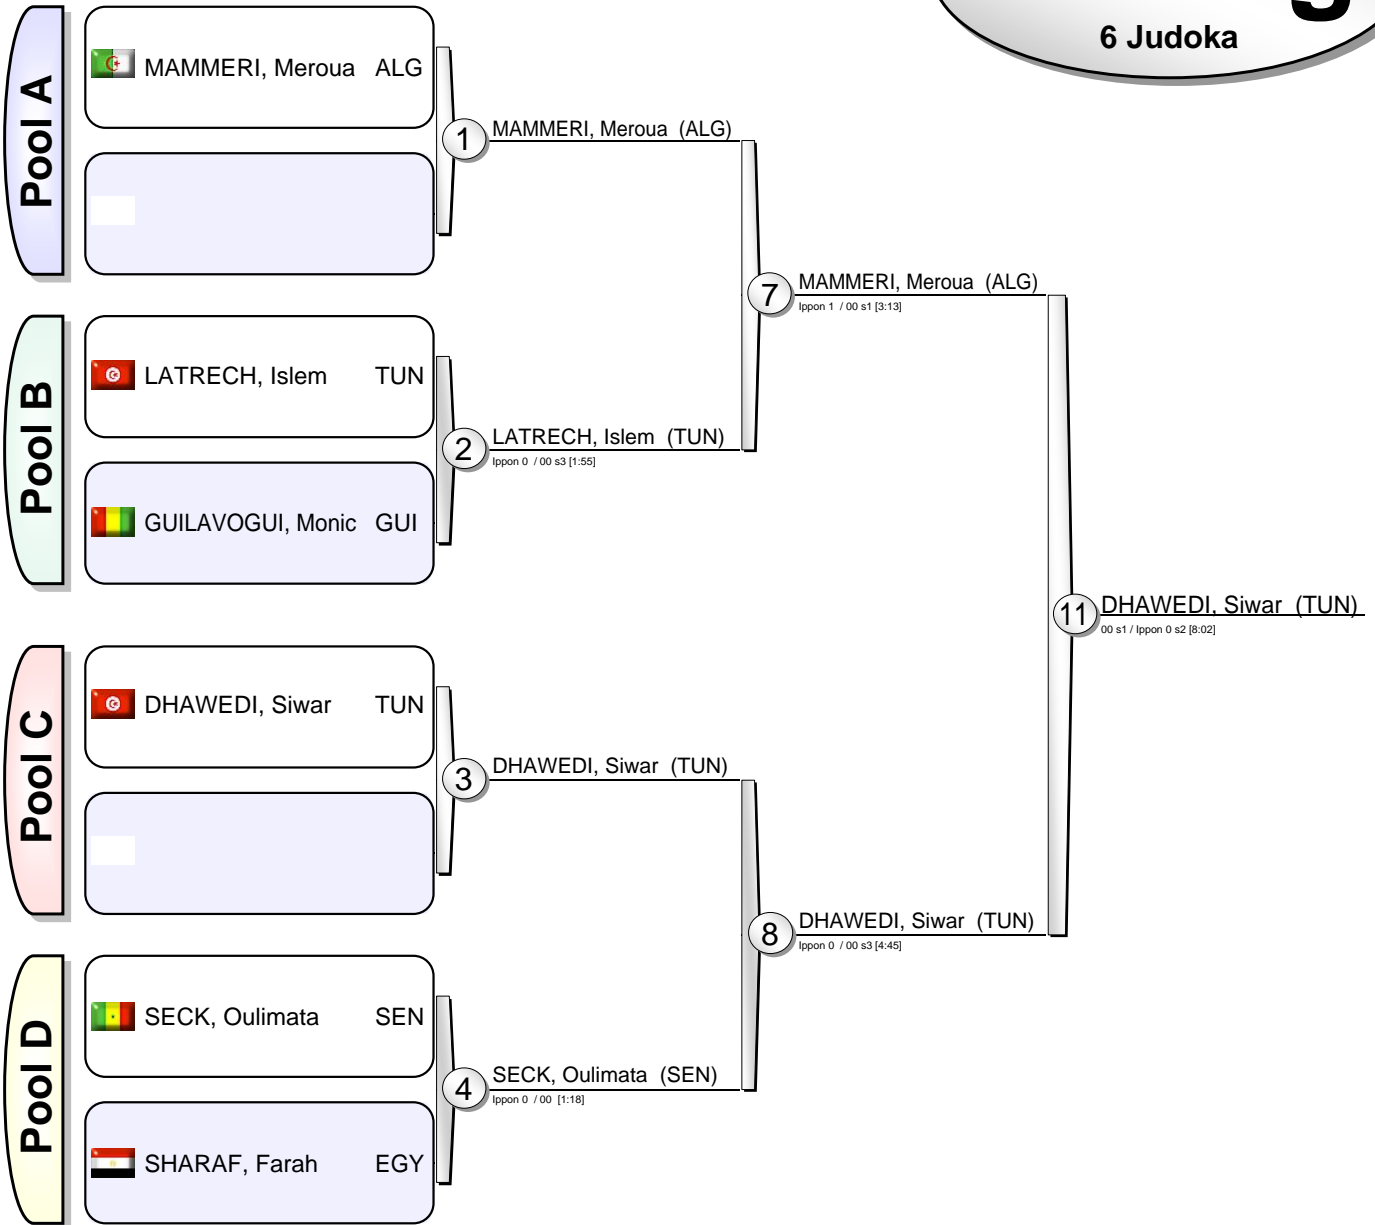 6 Judoka
Pool A
MAMMERI, Meroua ALG
1 MAMMERI, Meroua (ALG)
7 MAMMERI, Meroua (ALG)
Ippon 1 / 00 s1 [3:13]
Pool B
LATRECH, Islem TUN
2 LATRECH, Islem (TUN)
Ippon 0 / 00 s3 [1:55]
GUILAVOGUI, Monic GUI
11 DHAWEDI, Siwar (TUN)
00 s1 / Ippon 0 s2 [8:02]
Pool C
DHAWEDI, Siwar TUN
3 DHAWEDI, Siwar (TUN)
8 DHAWEDI, Siwar (TUN)
Ippon 0 / 00 s3 [4:45]
Pool D
SECK, Oulimata SEN
4 SECK, Oulimata (SEN)
Ippon 0 / 00 [1:18]
SHARAF, Farah EGY